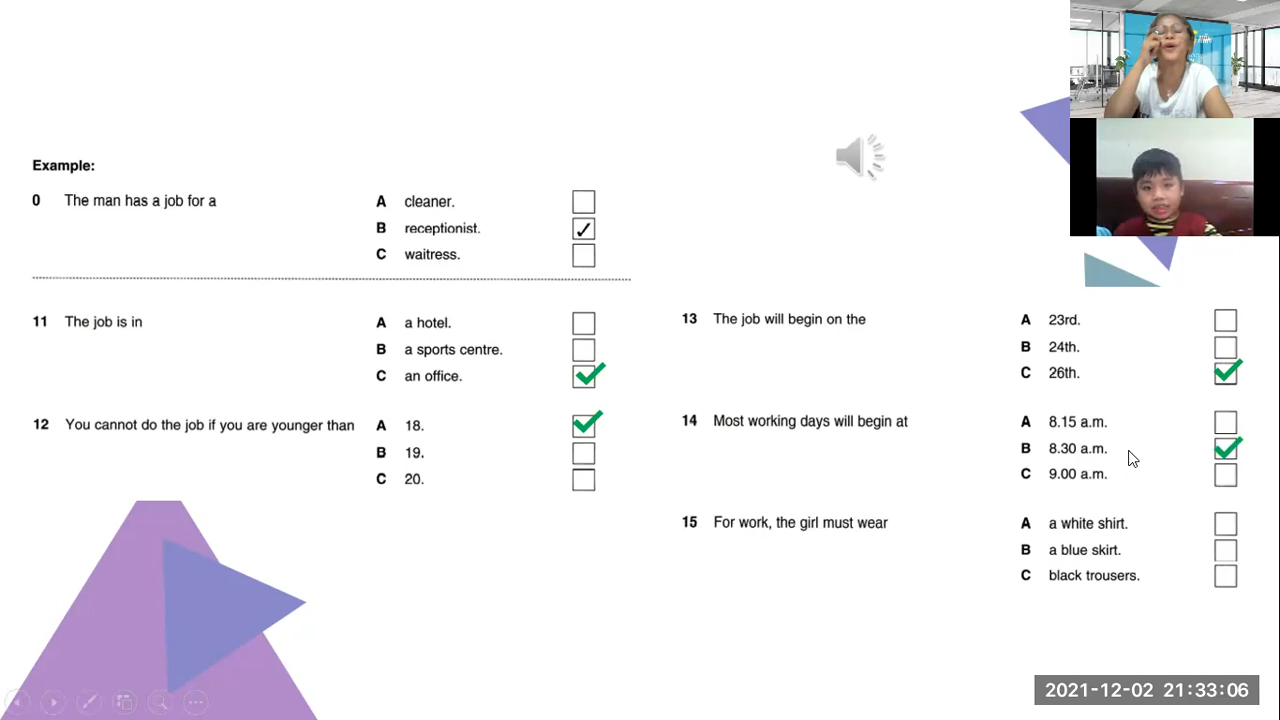 Example:
0 The man has a job for a
A cleaner.
B receptionist.
C waitress.
11 The job is in
A a hotel.
B a sports centre.
C an office.
12 You cannot do the job if you are younger than
A 18.
B 19.
C 20.
13 The job will begin on the
A 23rd.
B 24th.
C 26th.
14 Most working days will begin at
A 8.15 a.m.
B 8.30 a.m.
C 9.00 a.m.
15 For work, the girl must wear
A a white shirt.
B a blue skirt.
C black trousers.
2021-12-02 21:33:06